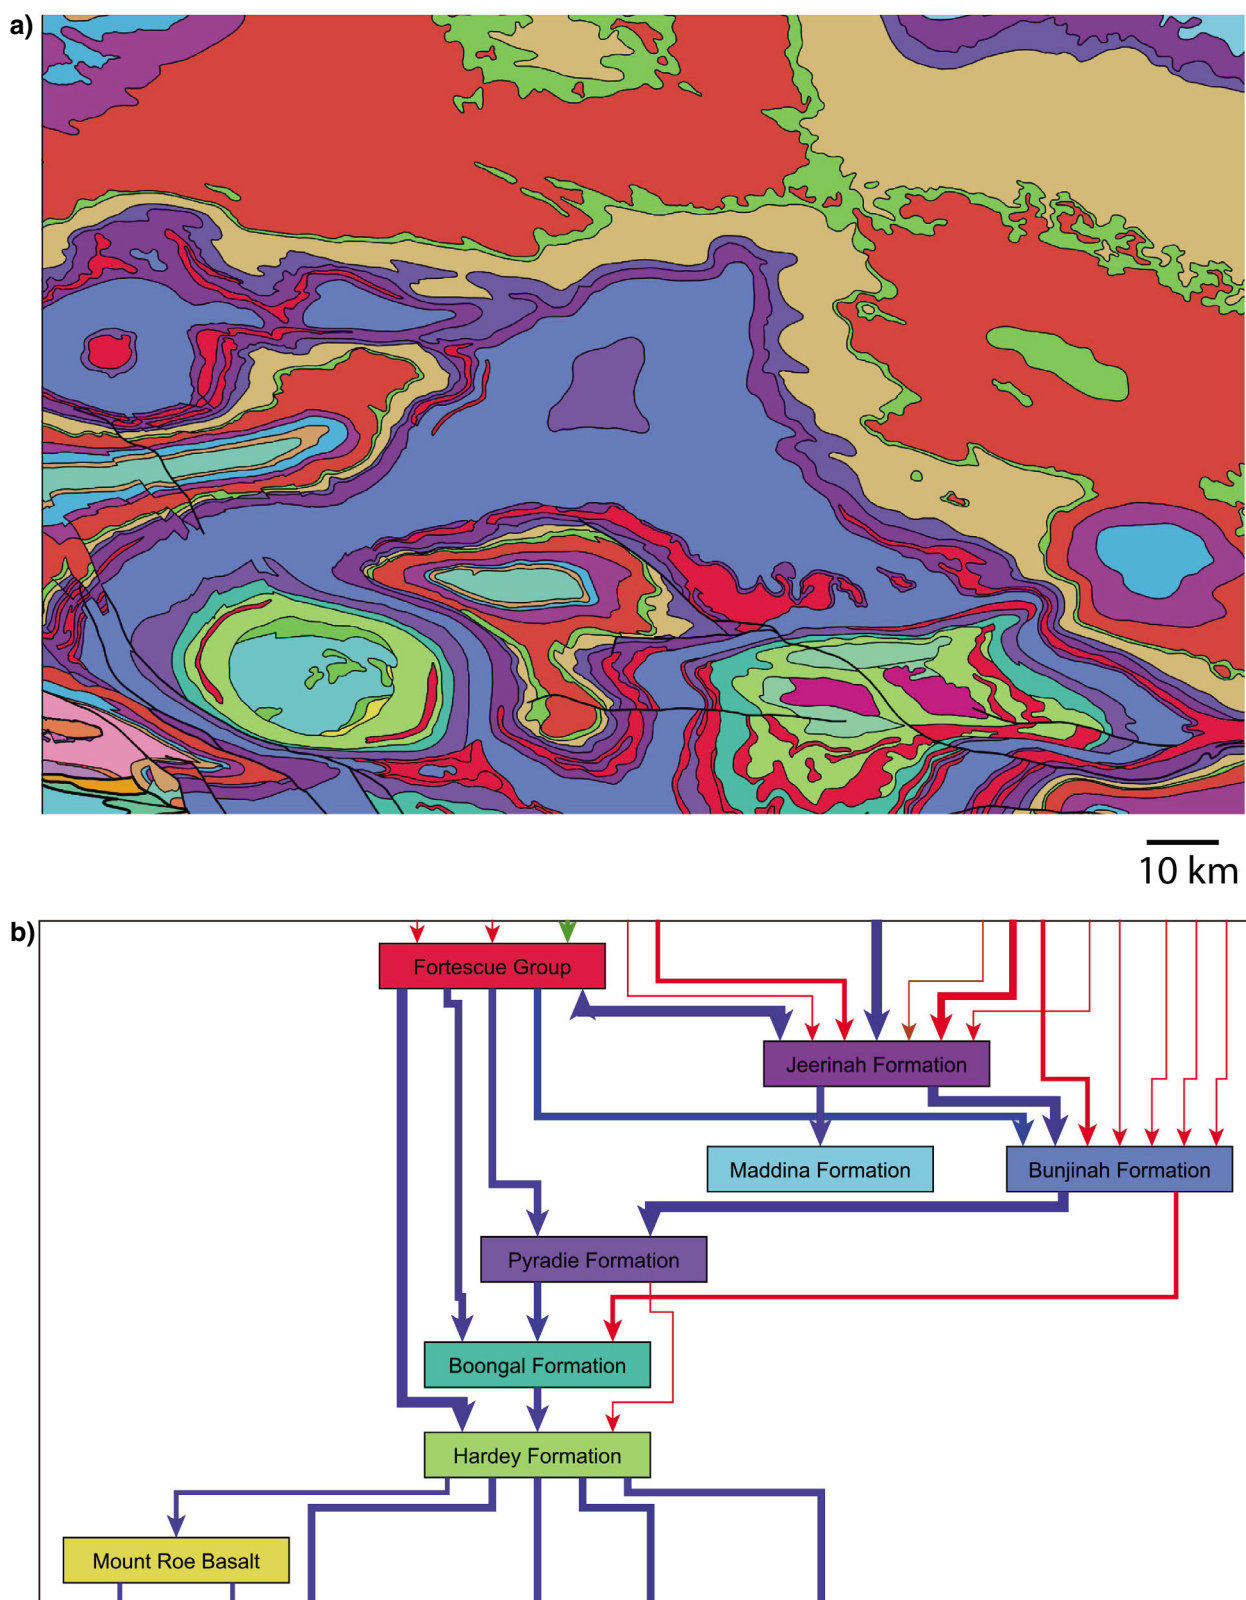 a)
10 km
b)
Fortescue Group
Jeerinah Formation
Maddina Formation
Bunjinah Formation
Pyradie Formation
Boongal Formation
Hardey Formation
Mount Roe Basalt